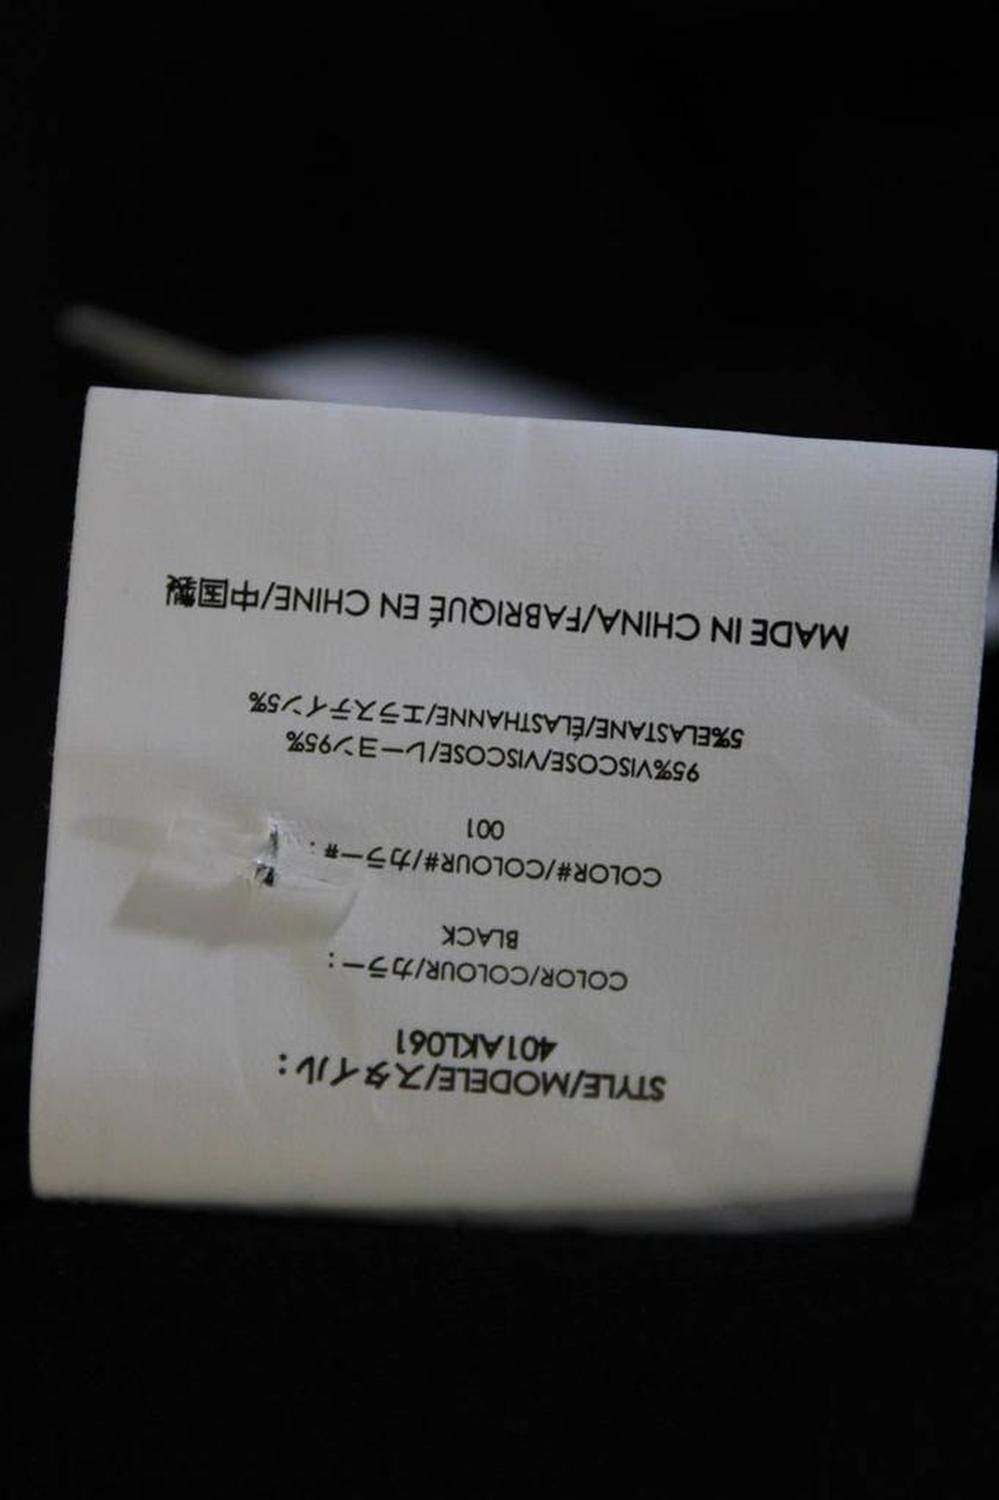 STYLE/MODELE/スタイル:
401AKL061
COLOR/COLOUR/カラー:
BLACK
COLOR#/COLOUR#/カラー#:
001
95%VISCOSE/VISCOSE/レーヨン95%
5%ELASTANE/ÉLASTHANNE/エラステイン5%
MADE IN CHINA/FABRIQUÉ EN CHINE/中国製